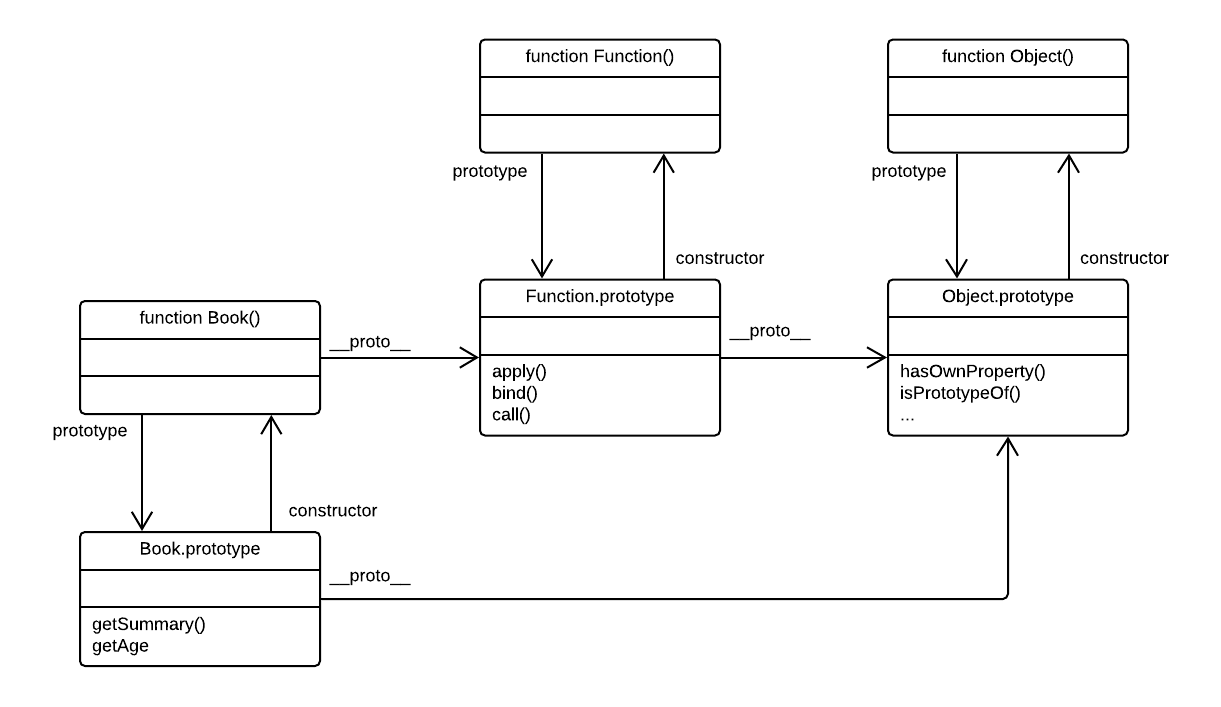 function Function()
function Object()
prototype
prototype
constructor
constructor
Function.prototype
Object.prototype
function Book()
__proto__
__proto__
apply()
bind()
call()
hasOwnProperty()
isPrototypeOf()
...
prototype
constructor
Book.prototype
__proto__
getSummary()
getAge